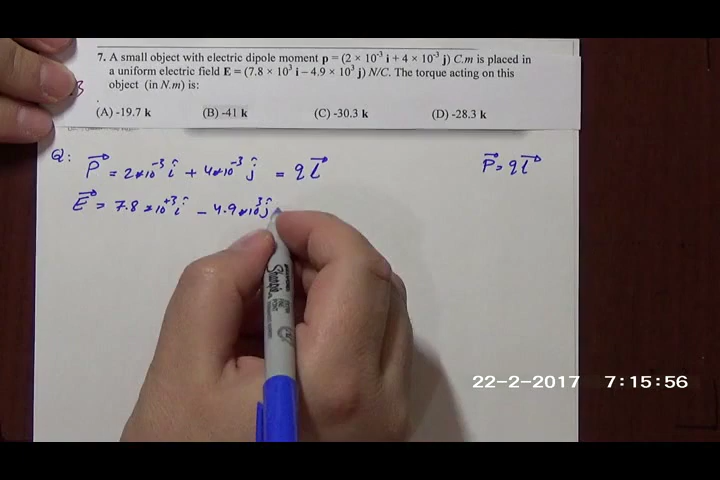 7. A small object with electric dipole moment p = (2 × 10⁻³ i + 4 × 10⁻³ j) C.m is placed in
a uniform electric field E = (7.8 × 10³ i – 4.9 × 10³ j) N/C. The torque acting on this
object (in N.m) is:
(A) -19.7 k (B) -41 k (C) -30.3 k (D) -28.3 k
Q: P⃗ = 2*10⁻³ î + 4*10⁻³ ĵ = q l⃗
P⃗ = q l⃗
E⃗ = 7.8*10⁺³ î – 4.9*10³ ĵ
Sharpie
22-2-2017 7:15:56